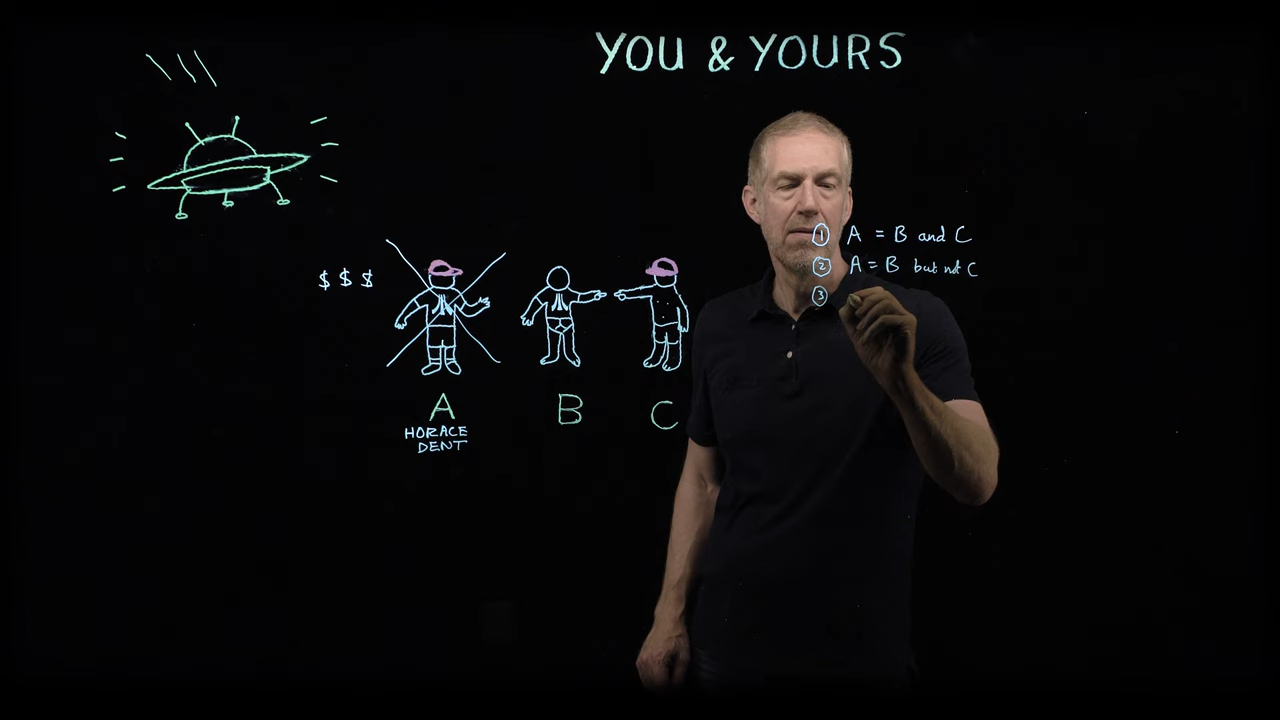 YOU & YOURS
$ $ $
① A = B and C
② A = B but not C
③
A
B
C
HORACE
DENT